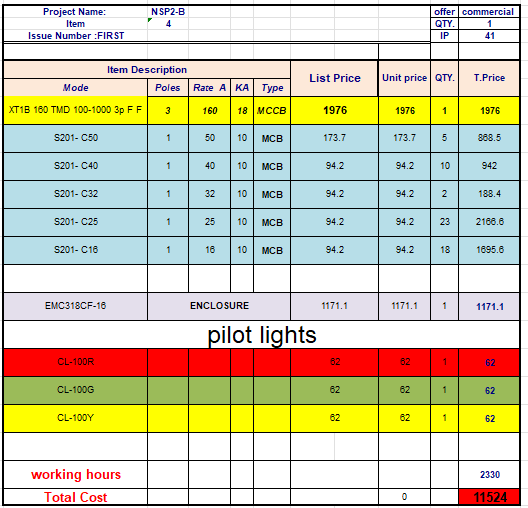 Project Name: NSP2-B offer commercial
Item 4 QTY. 1
Issue Number :FIRST IP 41
Item Description List Price Unit price QTY. T.Price
Mode Poles Rate A KA Type
XT1B 160 TMD 100-1000 3p F F 3 160 18 MCCB 1976 1976 1 1976
S201- C50 1 50 10 MCB 173.7 173.7 5 868.5
S201- C40 1 40 10 MCB 94.2 94.2 10 942
S201- C32 1 32 10 MCB 94.2 94.2 2 188.4
S201- C25 1 25 10 MCB 94.2 94.2 23 2166.6
S201- C16 1 16 10 MCB 94.2 94.2 18 1695.6
EMC318CF-16 ENCLOSURE 1171.1 1171.1 1 1171.1
pilot lights
CL-100R 62 62 1 62
CL-100G 62 62 1 62
CL-100Y 62 62 1 62
working hours 2330
Total Cost 0 11524